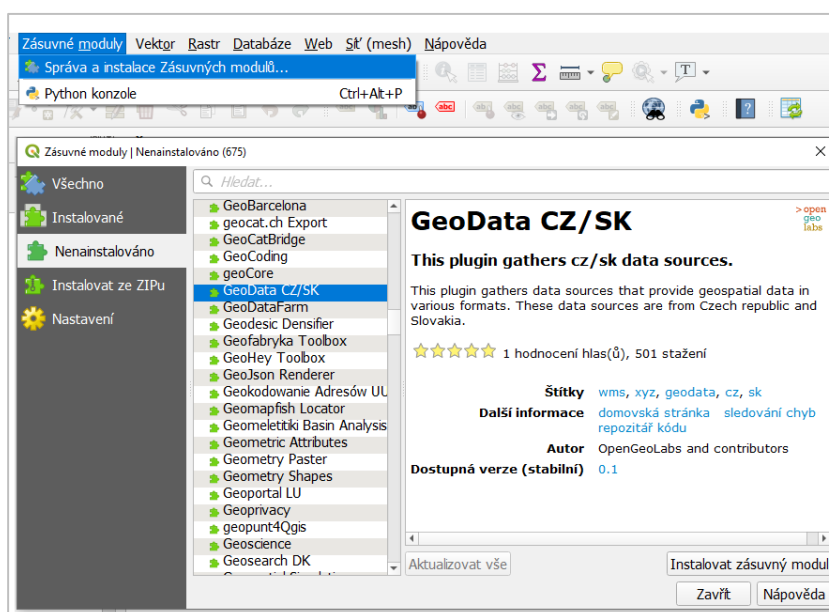 Zásuvné moduly Vektor Rastr Databáze Web Síť (mesh) Nápověda
Správa a instalace Zásuvných modulů...
Python konzole Ctrl+Alt+P
Zásuvné moduly | Nenainstalováno (675)
Všechno
Instalované
Nenainstalováno
Instalovat ze ZIPu
Nastavení
Hledat...
GeoBarcelona
geocat.ch Export
GeoCatBridge
GeoCoding
geoCore
GeoData CZ/SK
GeoDataFarm
Geodesic Densifier
Geofabryka Toolbox
GeoHey Toolbox
GeoJson Renderer
Geokodowanie Adresów UU
Geomapfish Locator
Geomeletitiki Basin Analysis
Geometric Attributes
Geometry Paster
Geometry Shapes
Geoportal LU
Geoprivacy
geopunt4Qgis
Geoscience
Geosearch DK
GeoData CZ/SK
>open
geo
labs
This plugin gathers cz/sk data sources.
This plugin gathers data sources that provide geospatial data in
various formats. These data sources are from Czech republic and
Slovakia.
1 hodnocení hlas(ů), 501 stažení
Štítky wms, xyz, geodata, cz, sk
Další informace domovská stránka sledování chyb
repozitář kódu
Autor OpenGeoLabs and contributors
Dostupná verze (stabilní) 0.1
Aktualizovat vše
Instalovat zásuvný modul
Zavřít
Nápověda